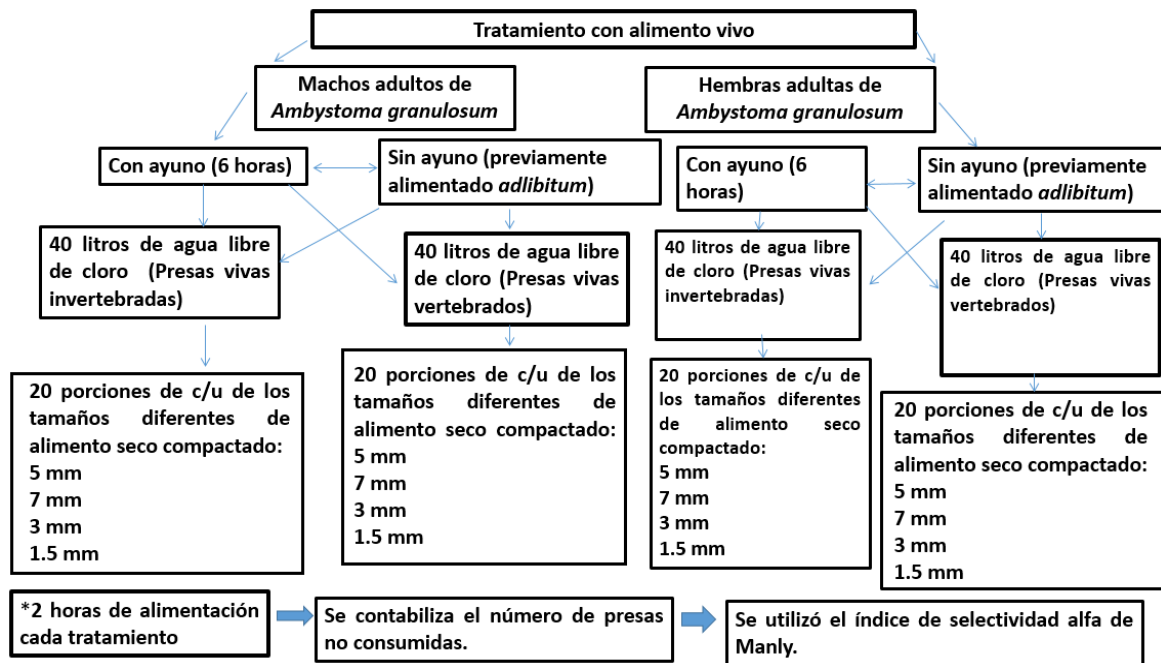 Tratamiento con alimento vivo
Machos adultos de
Ambystoma granulosum
Hembras adultas de
Ambystoma granulosum
Con ayuno (6 horas)
Sin ayuno (previamente
alimentado adlibitum)
Con ayuno (6
horas)
Sin ayuno (previamente
alimentado adlibitum)
40 litros de agua libre
de cloro (Presas vivas
invertebradas)
40 litros de agua libre
de cloro (Presas vivas
vertebrados)
40 litros de agua libre
de cloro (Presas vivas
invertebradas)
40 litros de agua libre
de cloro (Presas vivas
vertebrados)
20 porciones de c/u de los
tamaños diferentes de
alimento seco compactado:
5 mm
7 mm
3 mm
1.5 mm
20 porciones de c/u de los
tamaños diferentes de
alimento seco compactado:
5 mm
7 mm
3 mm
1.5 mm
20 porciones de c/u de
los tamaños diferentes
de alimento seco
compactado:
5 mm
7 mm
3 mm
1.5 mm
20 porciones de c/u de los
tamaños diferentes de
alimento seco compactado:
5 mm
7 mm
3 mm
1.5 mm
*2 horas de alimentación
cada tratamiento
Se contabiliza el número de presas
no consumidas.
Se utilizó el índice de selectividad alfa de
Manly.